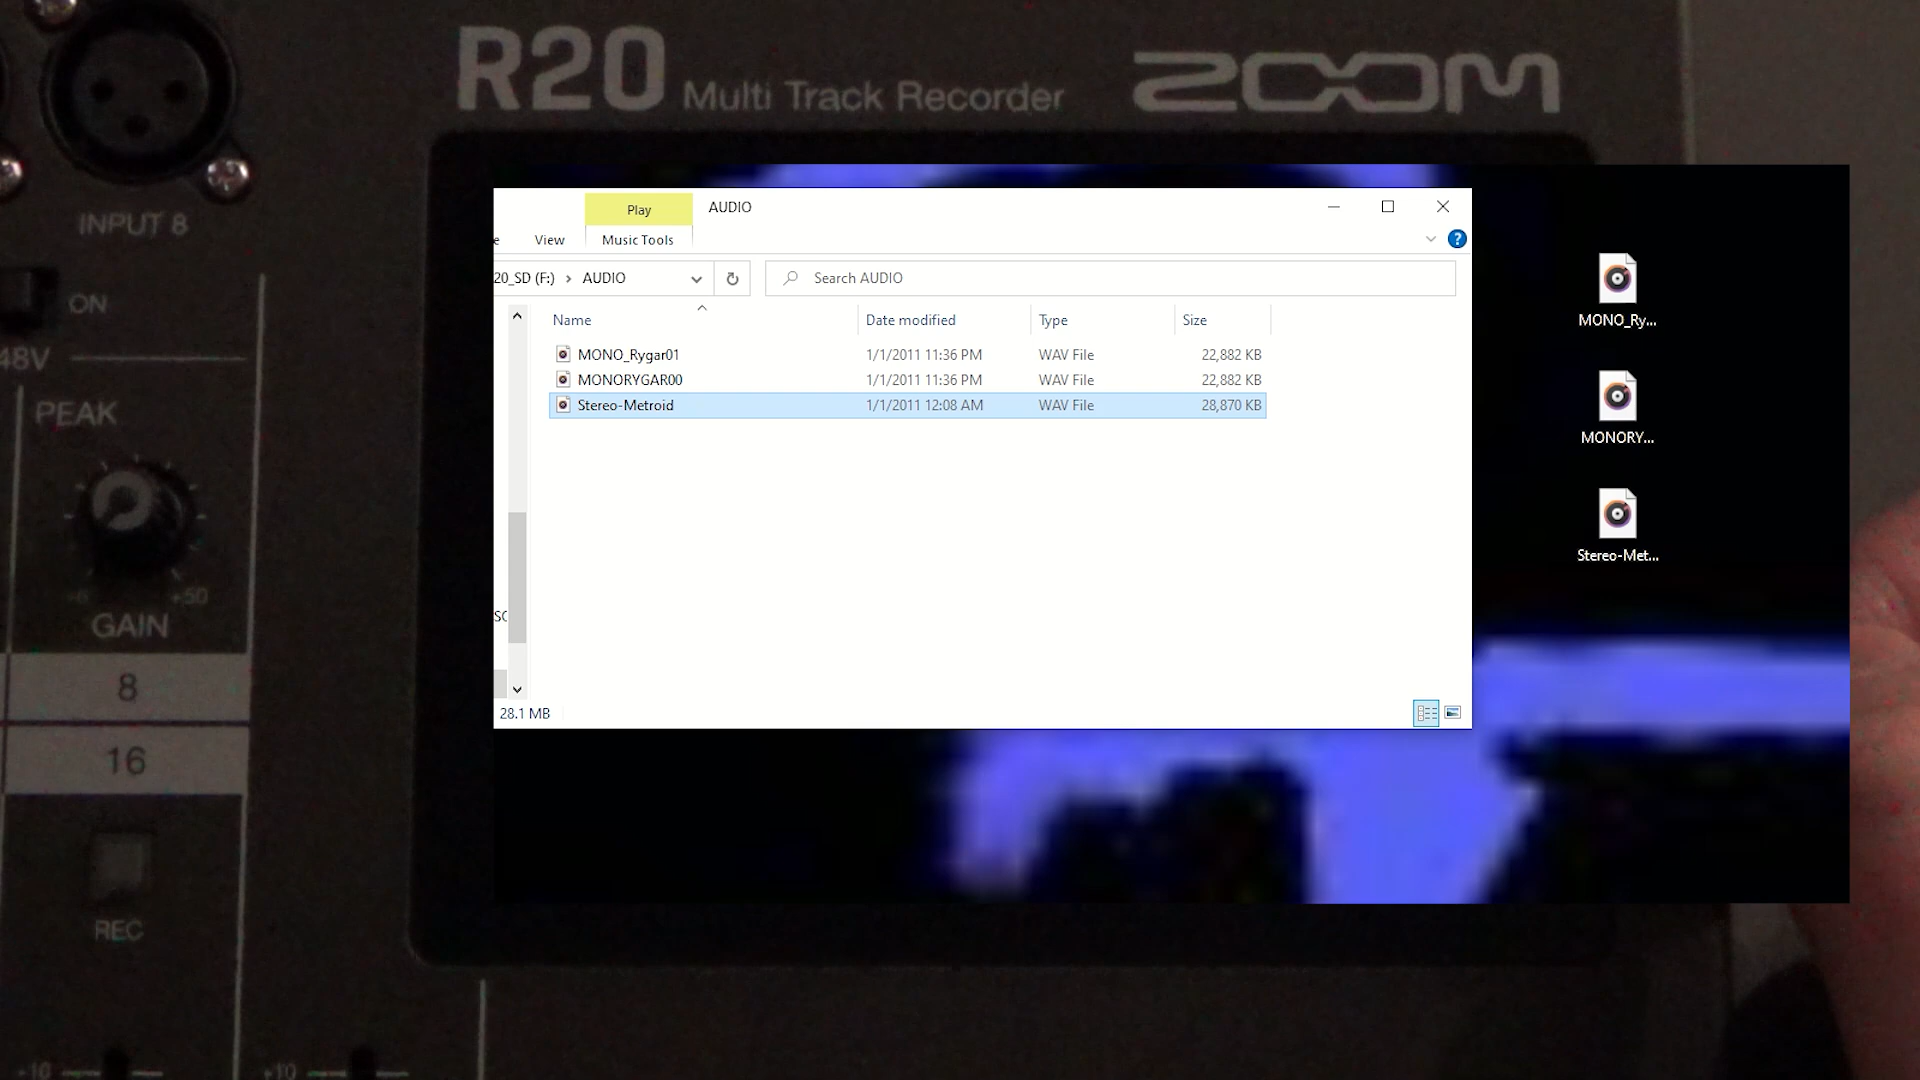 R20 Multi Track Recorder ZOOM
INPUT 8
ON
48V
PEAK
+50
GAIN
8
16
REC
+10
+10
Play
AUDIO
e
View
Music Tools
?
20_SD (F:) > AUDIO
Search AUDIO
Name
Date modified
Type
Size
MONO_Rygar01 1/1/2011 11:36 PM WAV File 22,882 KB
MONORYGAR00 1/1/2011 11:36 PM WAV File 22,882 KB
Stereo-Metroid 1/1/2011 12:08 AM WAV File 28,870 KB
28.1 MB
MONO_Ry...
MONORY...
Stereo-Met...